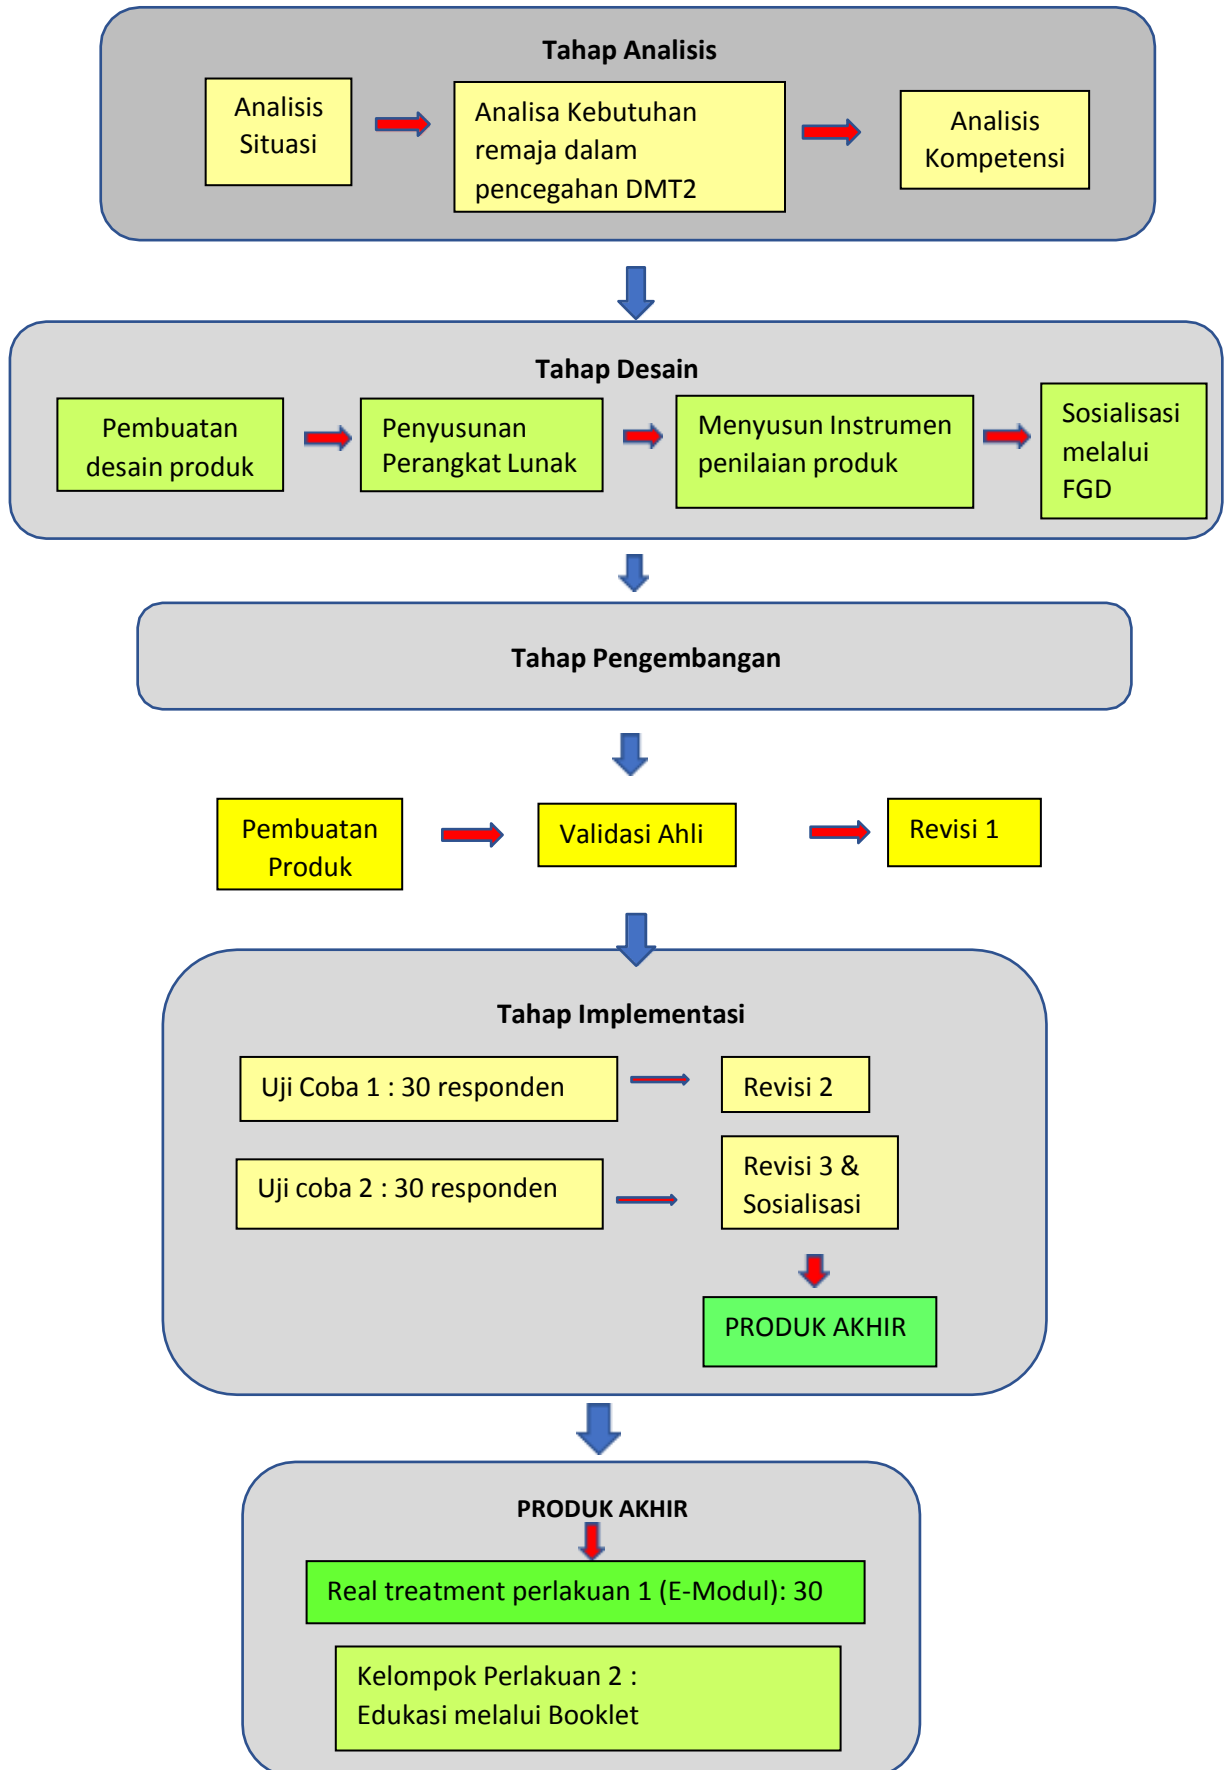 Tahap Analisis
Analisis
Situasi
Analisa Kebutuhan
remaja dalam
pencegahan DMT2
Analisis
Kompetensi
Tahap Desain
Pembuatan
desain produk
Penyusunan
Perangkat Lunak
Menyusun Instrumen
penilaian produk
Sosialisasi
melalui
FGD
Tahap Pengembangan
Pembuatan
Produk
Validasi Ahli
Revisi 1
Tahap Implementasi
Uji Coba 1 : 30 responden
Revisi 2
Uji coba 2 : 30 responden
Revisi 3 &
Sosialisasi
PRODUK AKHIR
PRODUK AKHIR
Real treatment perlakuan 1 (E-Modul): 30
Kelompok Perlakuan 2 :
Edukasi melalui Booklet